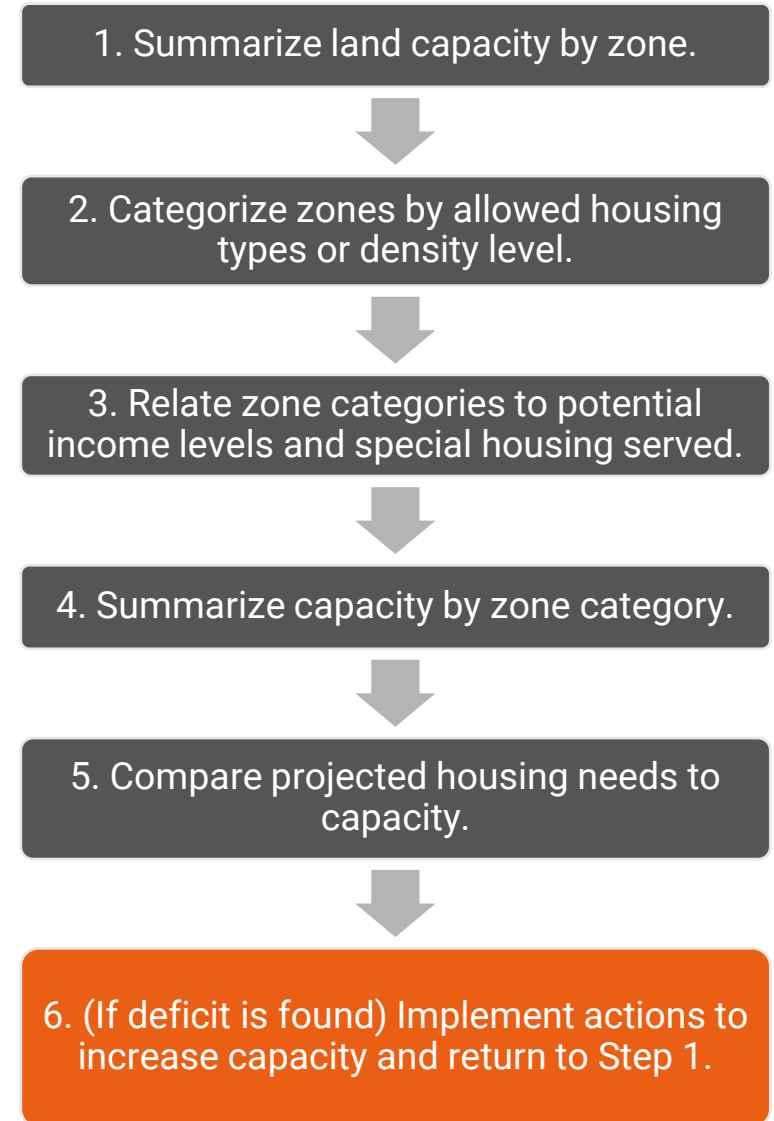 1. Summarize land capacity by zone.
2. Categorize zones by allowed housing
types or density level.
3. Relate zone categories to potential
income levels and special housing served.
4. Summarize capacity by zone category.
5. Compare projected housing needs to
capacity.
6. (If deficit is found) Implement actions to
increase capacity and return to Step 1.